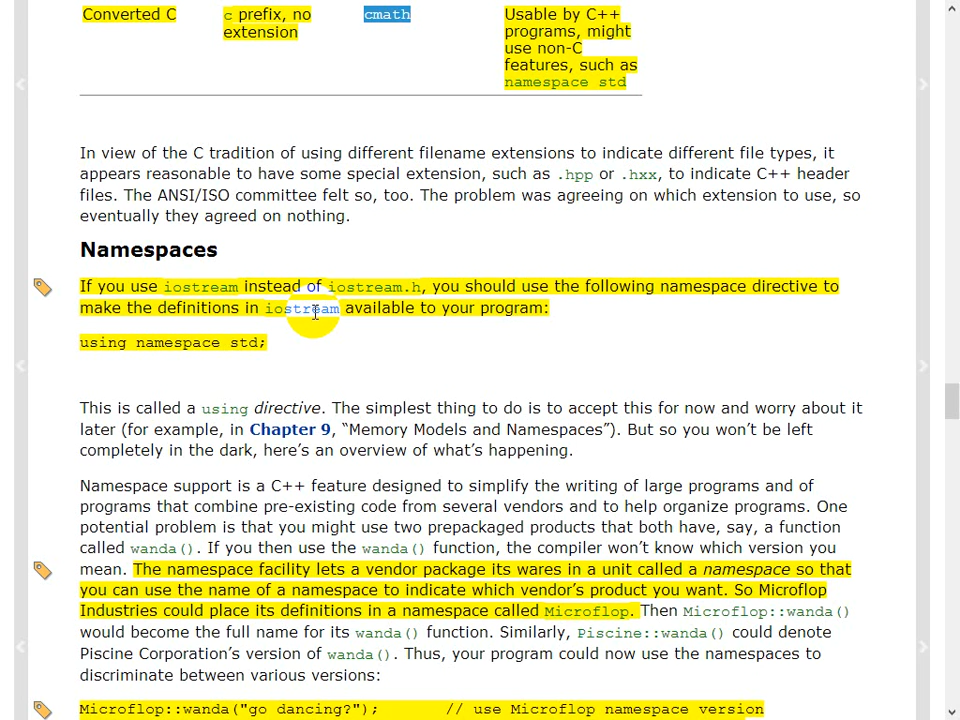 Converted C c prefix, no extension cmath Usable by C++ programs, might use non-C features, such as namespace std
In view of the C tradition of using different filename extensions to indicate different file types, it
appears reasonable to have some special extension, such as .hpp or .hxx, to indicate C++ header
files. The ANSI/ISO committee felt so, too. The problem was agreeing on which extension to use, so
eventually they agreed on nothing.
Namespaces
If you use iostream instead of iostream.h, you should use the following namespace directive to
make the definitions in iostream available to your program:
using namespace std;
This is called a using directive. The simplest thing to do is to accept this for now and worry about it
later (for example, in Chapter 9, “Memory Models and Namespaces”). But so you won’t be left
completely in the dark, here’s an overview of what’s happening.
Namespace support is a C++ feature designed to simplify the writing of large programs and of
programs that combine pre-existing code from several vendors and to help organize programs. One
potential problem is that you might use two prepackaged products that both have, say, a function
called wanda(). If you then use the wanda() function, the compiler won’t know which version you
mean. The namespace facility lets a vendor package its wares in a unit called a namespace so that
you can use the name of a namespace to indicate which vendor’s product you want. So Microflop
Industries could place its definitions in a namespace called Microflop. Then Microflop::wanda()
would become the full name for its wanda() function. Similarly, Piscine::wanda() could denote
Piscine Corporation’s version of wanda(). Thus, your program could now use the namespaces to
discriminate between various versions:
Microflop::wanda("go dancing?"); // use Microflop namespace version